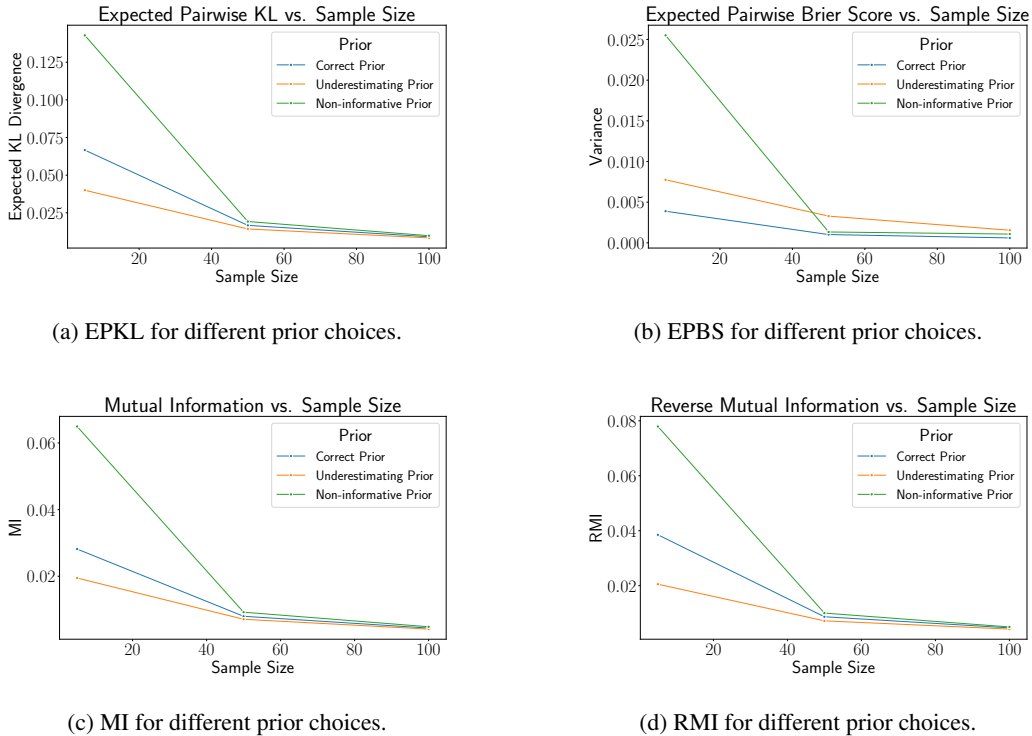 Expected Pairwise KL vs. Sample Size
Expected KL Divergence
0.125
0.100
0.075
0.050
0.025
Prior
Correct Prior
Underestimating Prior
Non-informative Prior
20 40 60 80 100
Sample Size
(a) EPKL for different prior choices.
Expected Pairwise Brier Score vs. Sample Size
Variance
0.025
0.020
0.015
0.010
0.005
0.000
Prior
Correct Prior
Underestimating Prior
Non-informative Prior
20 40 60 80 100
Sample Size
(b) EPBS for different prior choices.
Mutual Information vs. Sample Size
MI
0.06
0.04
0.02
Prior
Correct Prior
Underestimating Prior
Non-informative Prior
20 40 60 80 100
Sample Size
(c) MI for different prior choices.
Reverse Mutual Information vs. Sample Size
RMI
0.08
0.06
0.04
0.02
Prior
Correct Prior
Underestimating Prior
Non-informative Prior
20 40 60 80 100
Sample Size
(d) RMI for different prior choices.